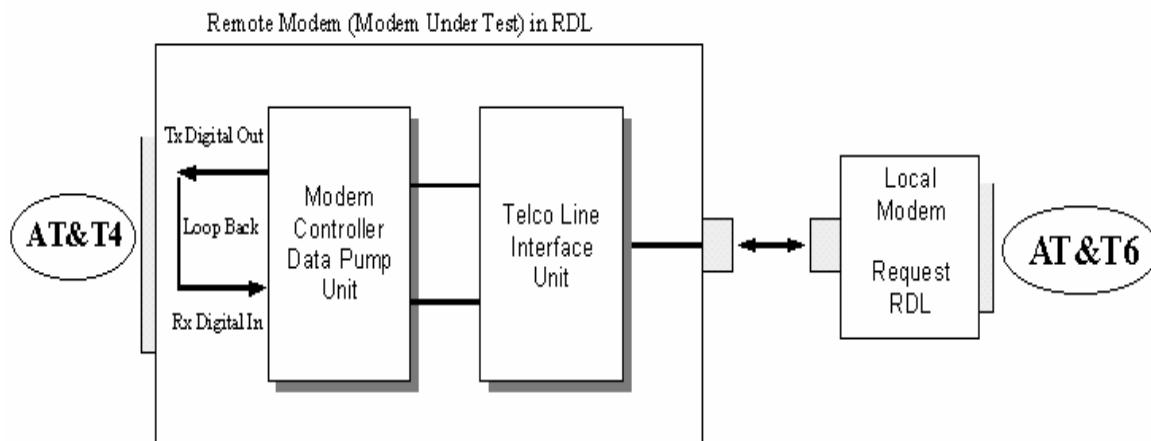 Remote Modem (Modem Under Test) in RDL
Tx Digital Out
Loop Back
Rx Digital In
AT&T4
Modem
Controller
Data Pump
Unit
Telco Line
Interface
Unit
Local
Modem
Request
RDL
AT&T6